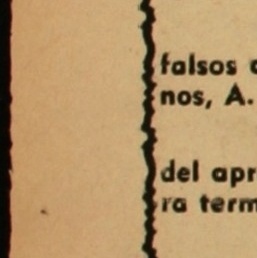 falsos
nos, A.
del apr
ra term